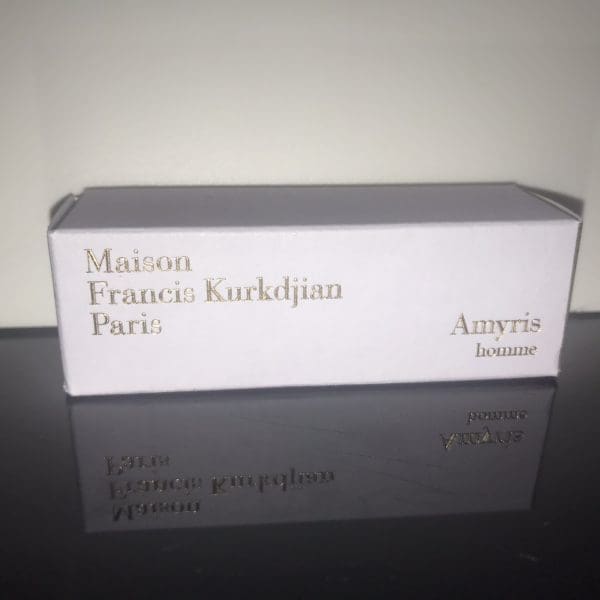 Maison
Francis Kurkdjian
Paris
Amyris
homme